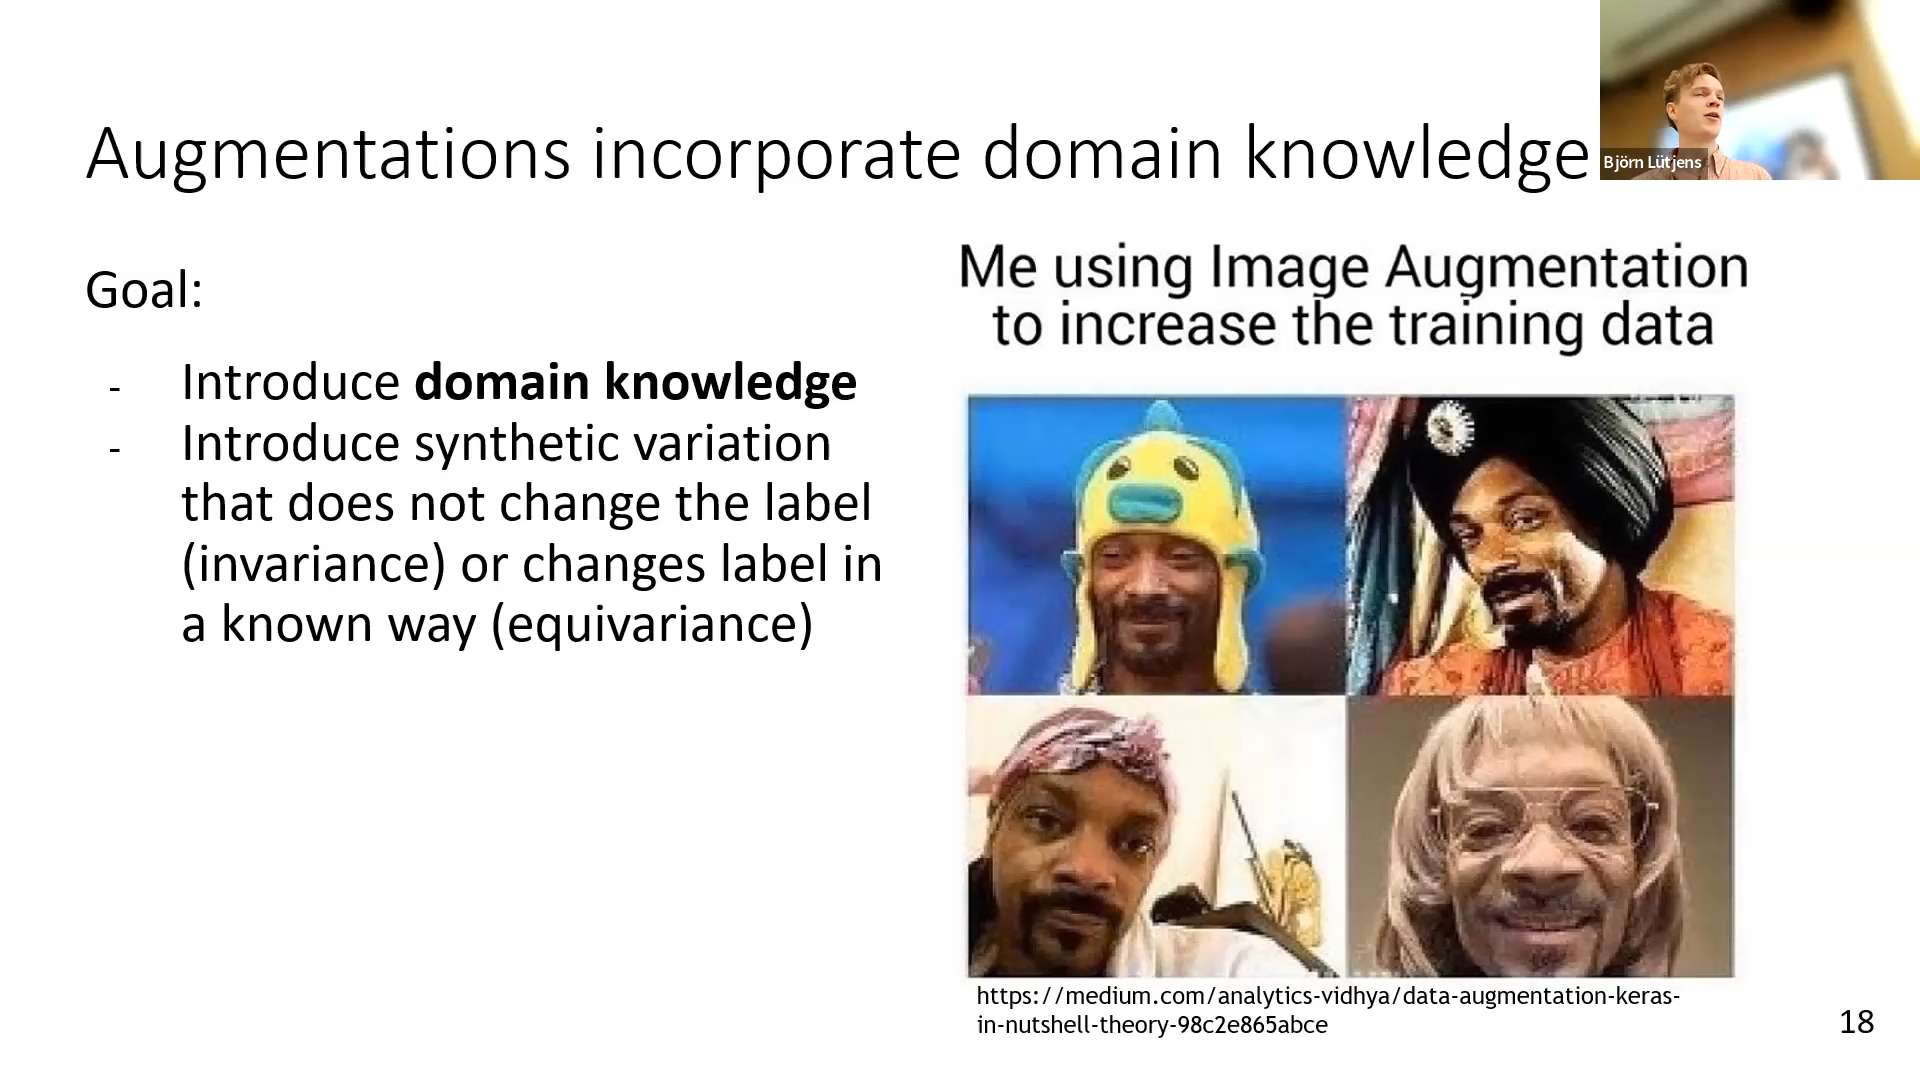 Augmentations incorporate domain knowledge
Björn Lütjens
Goal:
- Introduce domain knowledge
- Introduce synthetic variation
that does not change the label
(invariance) or changes label in
a known way (equivariance)
Me using Image Augmentation
to increase the training data
https://medium.com/analytics-vidhya/data-augmentation-keras-
in-nutshell-theory-98c2e865abce
18